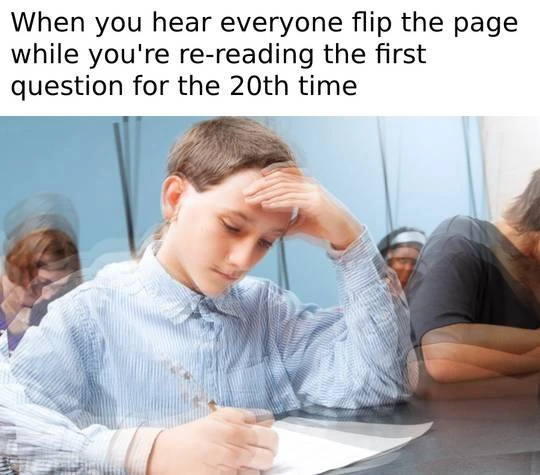 When you hear everyone flip the page
while you're re-reading the first
question for the 20th time